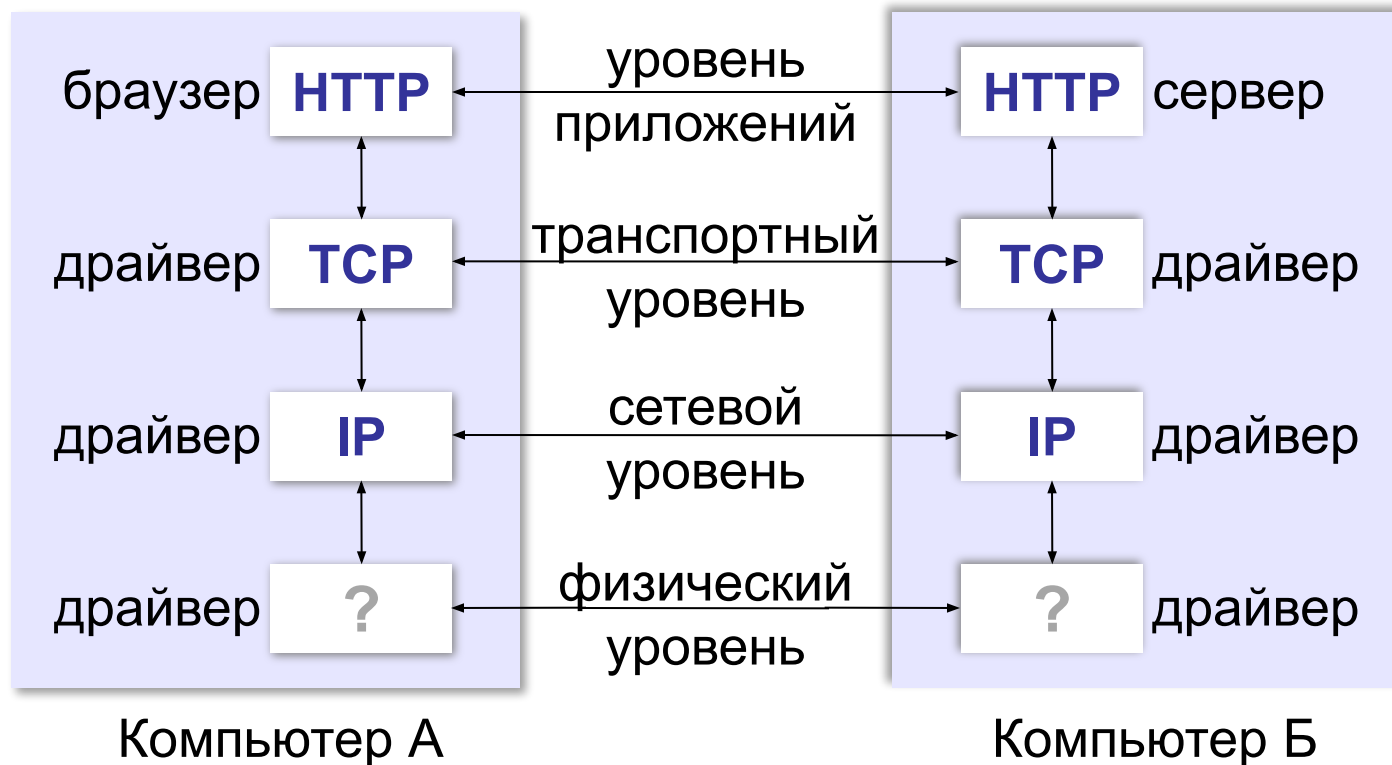 уровень
браузер HTTP HTTP сервер
приложений
транспортный
драйвер TCP TCP драйвер
уровень
сетевой
драйвер IP IP драйвер
уровень
физический
драйвер ? ? драйвер
уровень
Компьютер А Компьютер Б